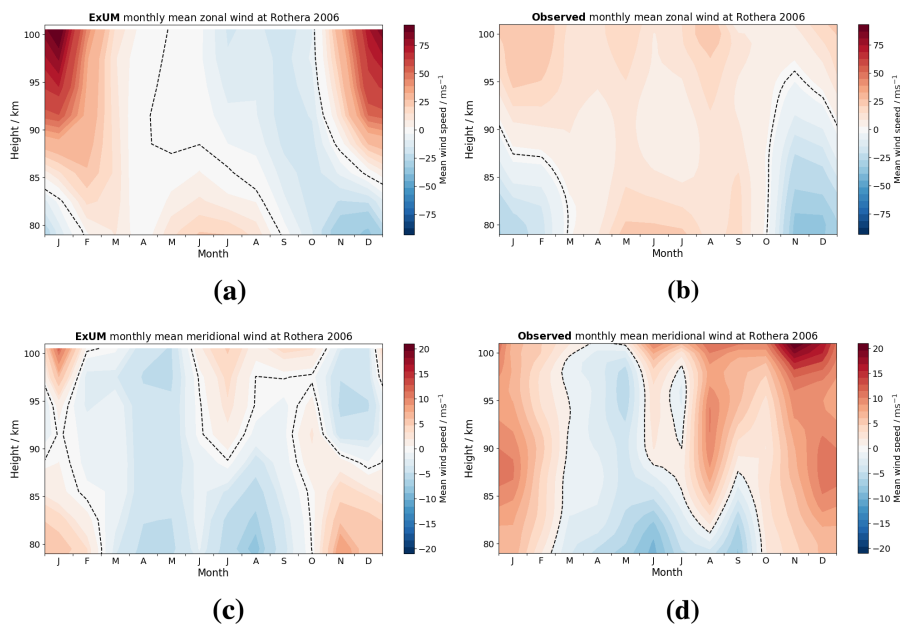 ExUM monthly mean zonal wind at Rothera 2006
100
95
90
85
80
Height / km
J F M A M J J A S O N D
Month
75
50
25
0
−25
−50
−75
Mean wind speed / ms⁻¹
(a)
Observed monthly mean zonal wind at Rothera 2006
100
95
90
85
80
Height / km
J F M A M J J A S O N D
Month
75
50
25
0
−25
−50
−75
Mean wind speed / ms⁻¹
(b)
ExUM monthly mean meridional wind at Rothera 2006
100
95
90
85
80
Height / km
J F M A M J J A S O N D
Month
20
15
10
5
0
−5
−10
−15
−20
Mean wind speed / ms⁻¹
(c)
Observed monthly mean meridional wind at Rothera 2006
100
95
90
85
80
Height / km
J F M A M J J A S O N D
Month
20
15
10
5
0
−5
−10
−15
−20
Mean wind speed / ms⁻¹
(d)